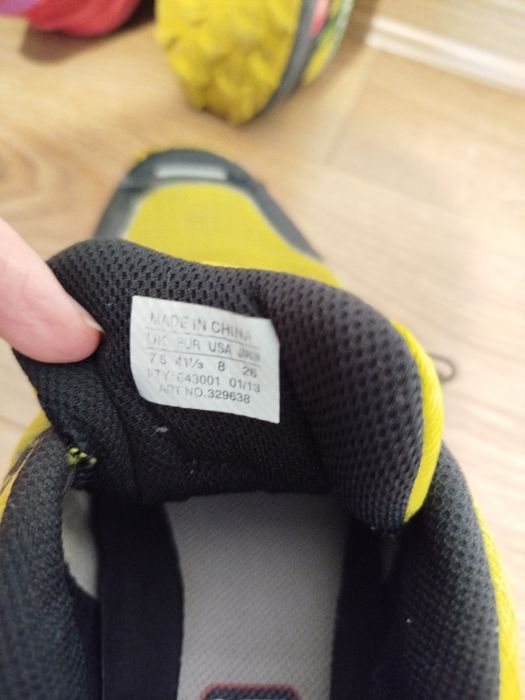 MADE IN CHINA
UK EUR USA JAPAN
7.5 41⅓ 8 26
FTY: 643001 01/13
ART NO. 329638